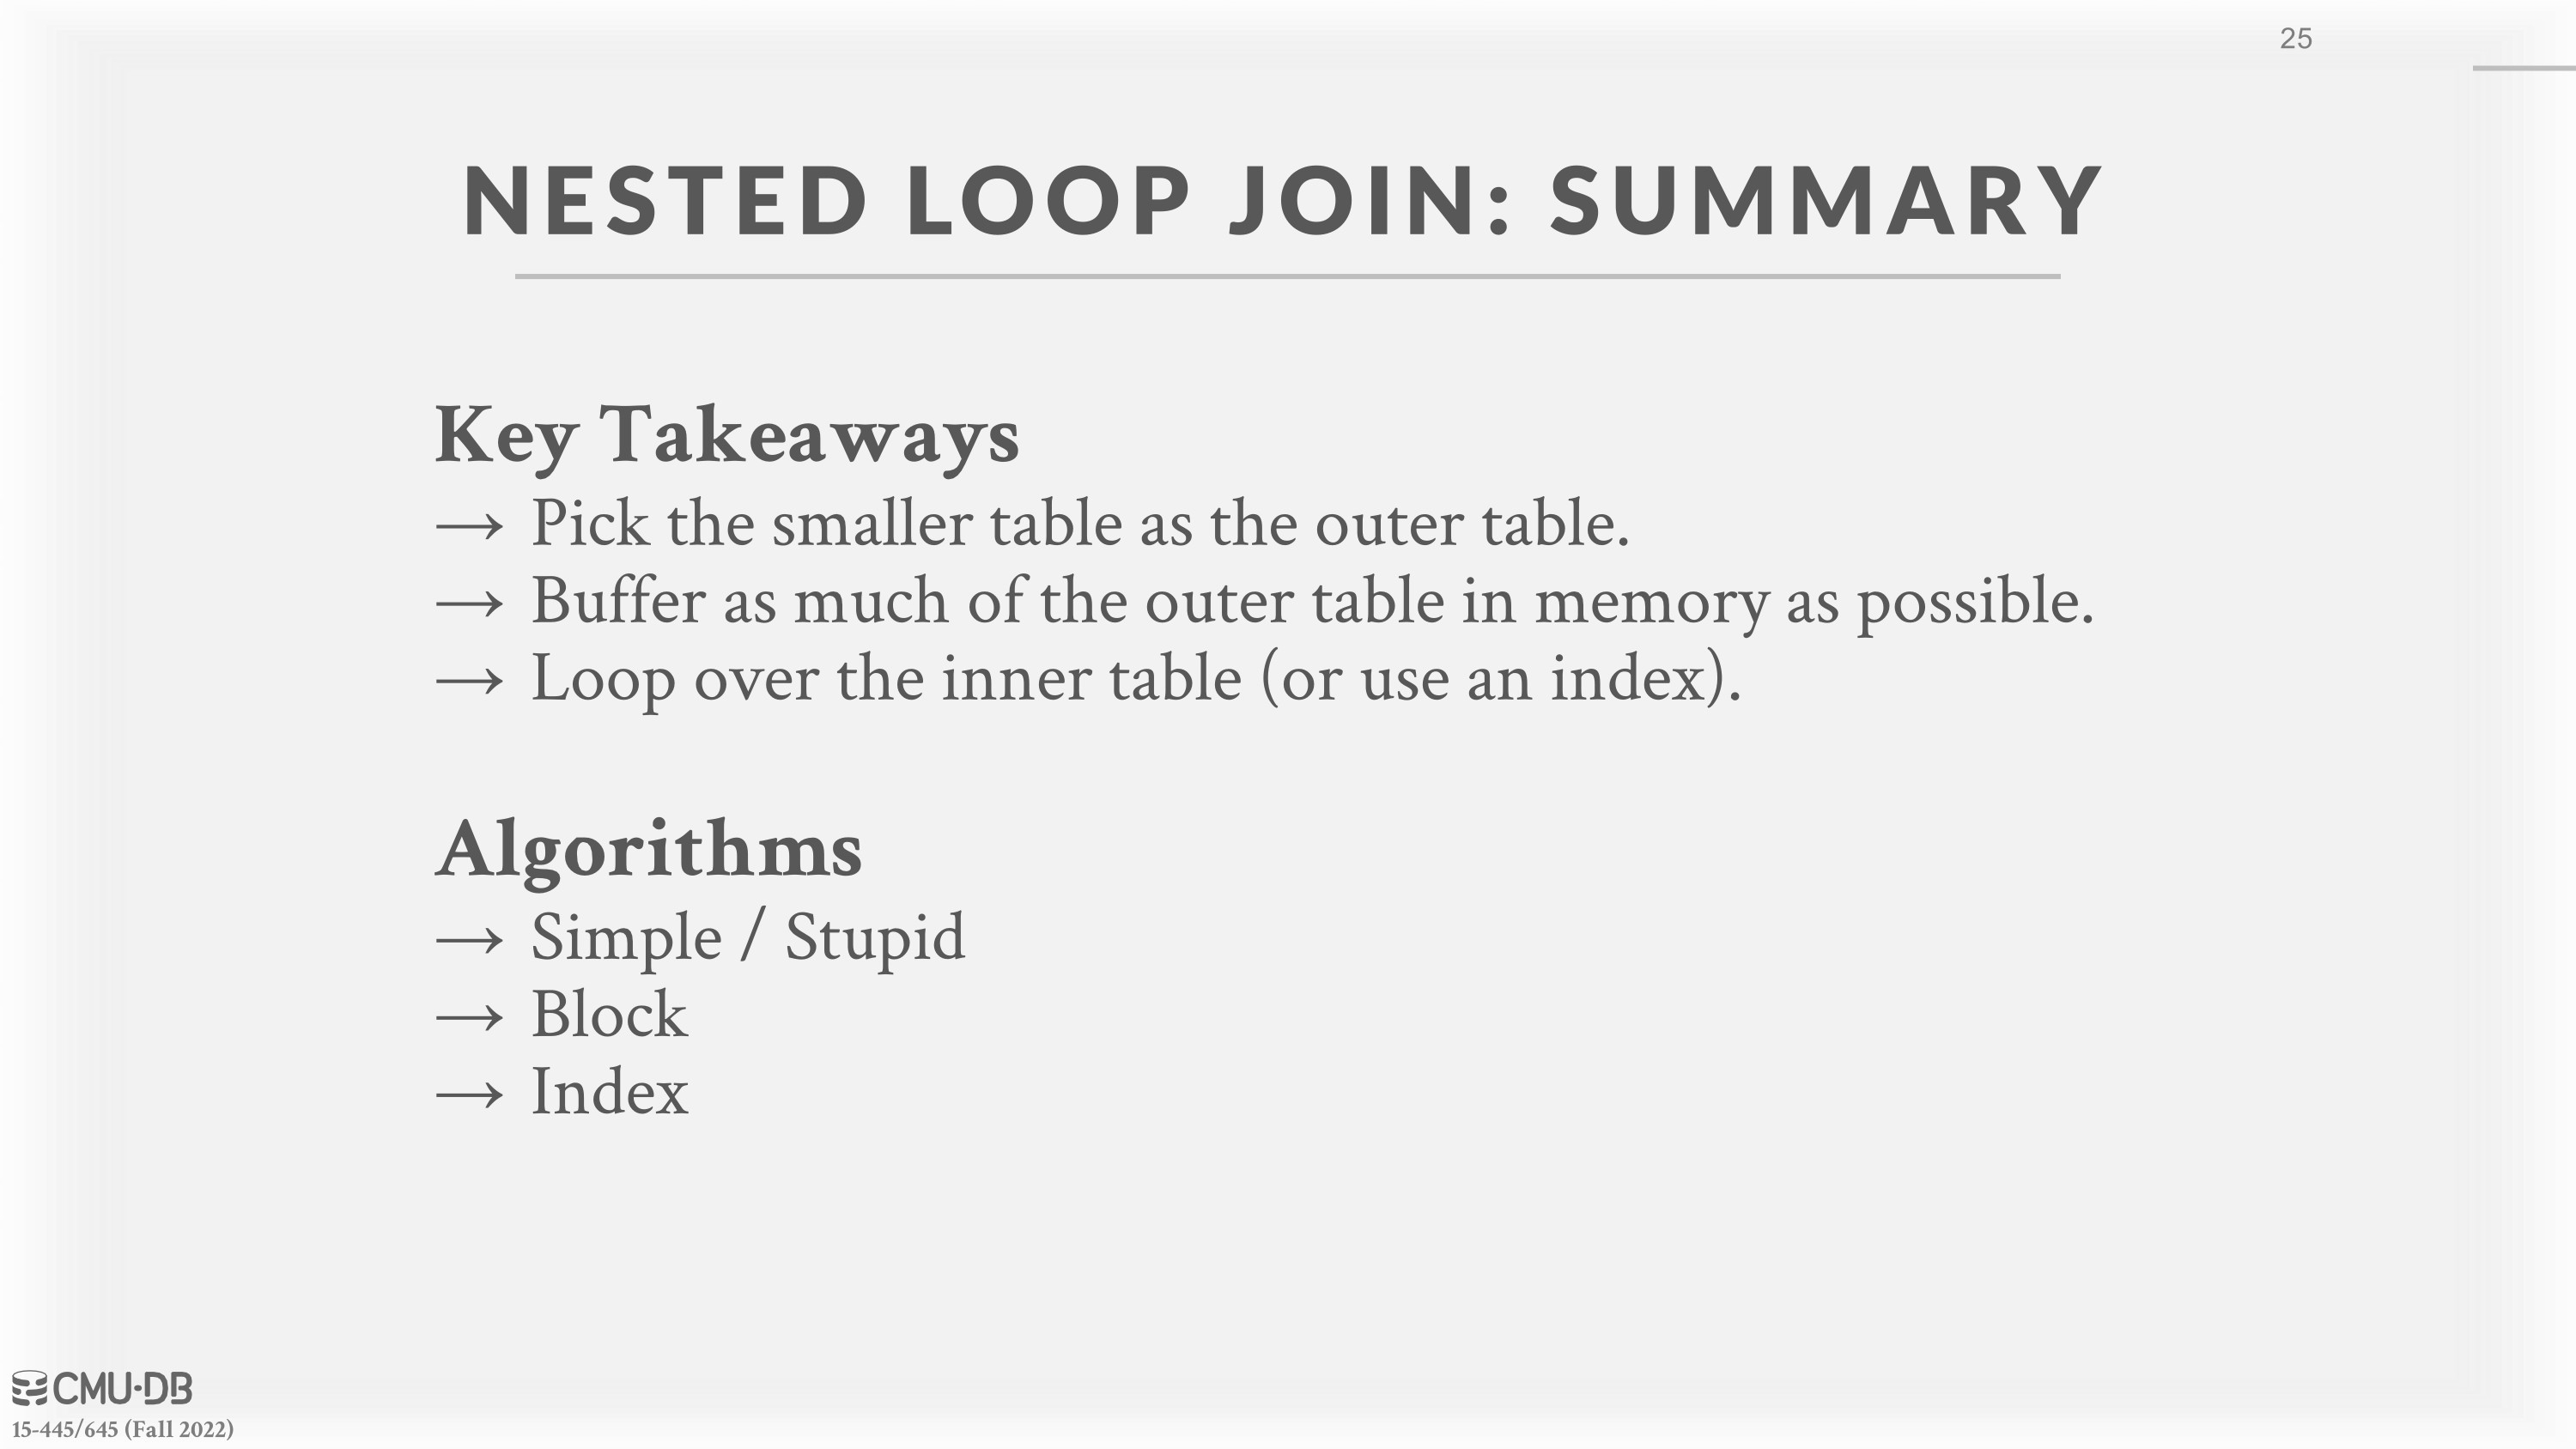 25
NESTED LOOP JOIN: SUMMARY
Key Takeaways
→ Pick the smaller table as the outer table.
→ Buffer as much of the outer table in memory as possible.
→ Loop over the inner table (or use an index).
Algorithms
→ Simple / Stupid
→ Block
→ Index
CMU·DB
15-445/645 (Fall 2022)